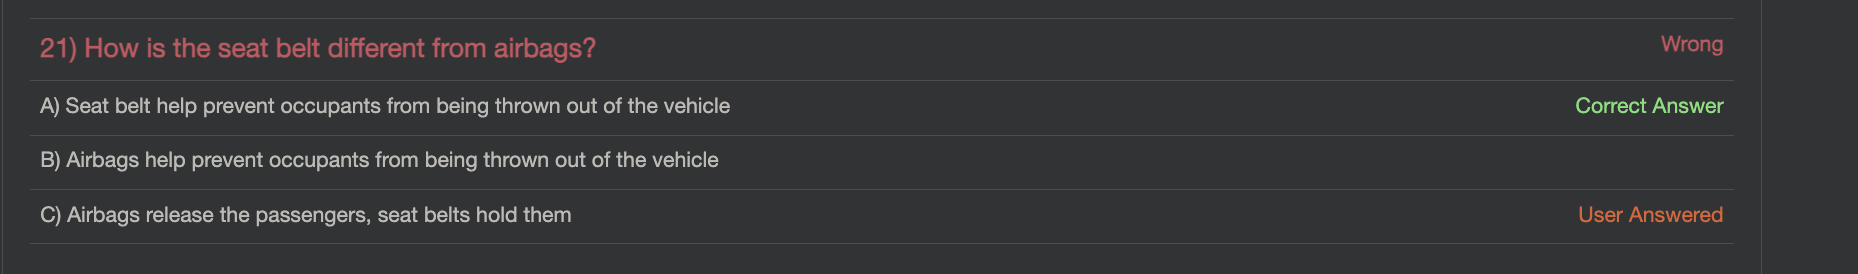 21) How is the seat belt different from airbags?
Wrong
A) Seat belt help prevent occupants from being thrown out of the vehicle
Correct Answer
B) Airbags help prevent occupants from being thrown out of the vehicle
C) Airbags release the passengers, seat belts hold them
User Answered